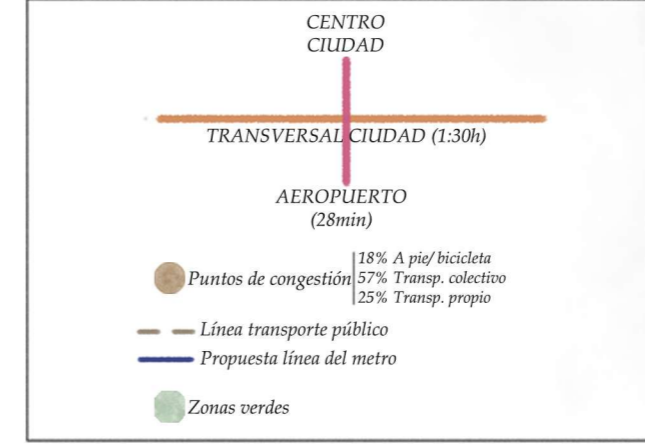 CENTRO
CIUDAD
TRANSVERSAL CIUDAD (1:30h)
AEROPUERTO
(28min)
18% A pie/ bicicleta
Puntos de congestión 57% Transp. colectivo
25% Transp. propio
Línea transporte público
Propuesta línea del metro
Zonas verdes